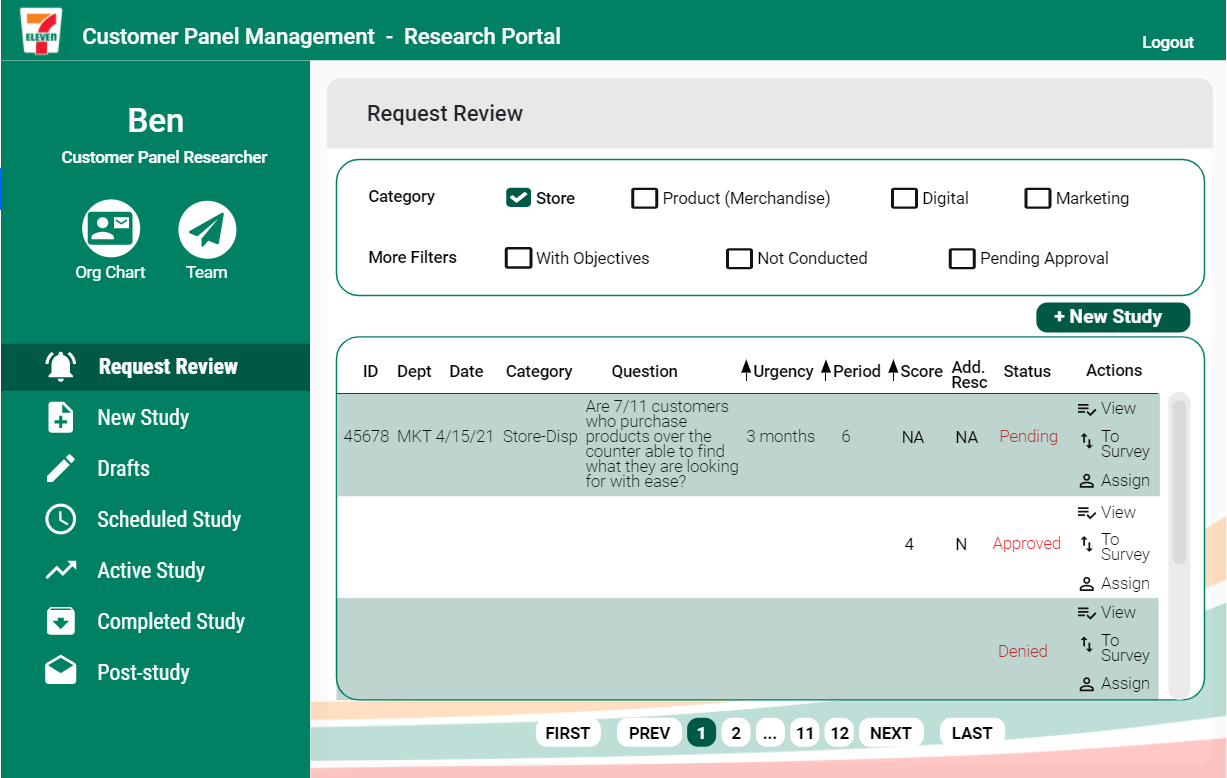 7
ELEVEN
Customer Panel Management - Research Portal
Logout
Ben
Customer Panel Researcher
Org Chart
Team
Request Review
New Study
Drafts
Scheduled Study
Active Study
Completed Study
Post-study
Request Review
Category
Store
Product (Merchandise)
Digital
Marketing
More Filters
With Objectives
Not Conducted
Pending Approval
+ New Study
ID Dept Date Category Question Urgency Period Score Add. Resc Status Actions
45678 MKT 4/15/21 Store-Disp
Are 7/11 customers
who purchase
products over the
counter able to find
what they are looking
for with ease?
3 months 6 NA NA Pending
View
To
Survey
Assign
4 N Approved
View
To
Survey
Assign
Denied
View
To
Survey
Assign
FIRST PREV 1 2 ... 11 12 NEXT LAST